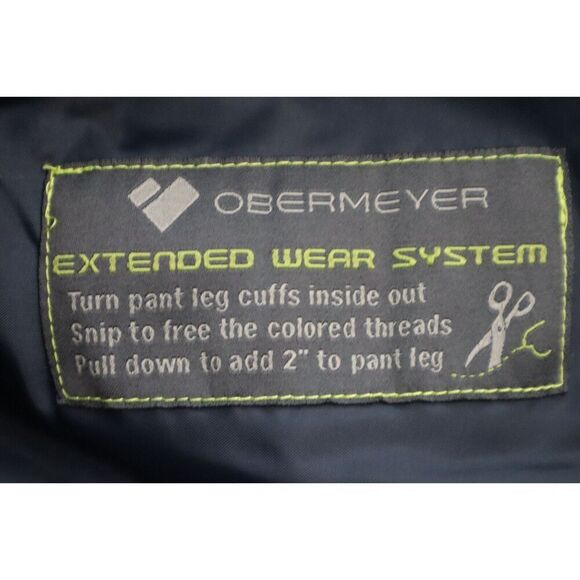 OBERMEYER
EXTENDED WEAR SYSTEM
Turn pant leg cuffs inside out
Snip to free the colored threads
Pull down to add 2" to pant leg